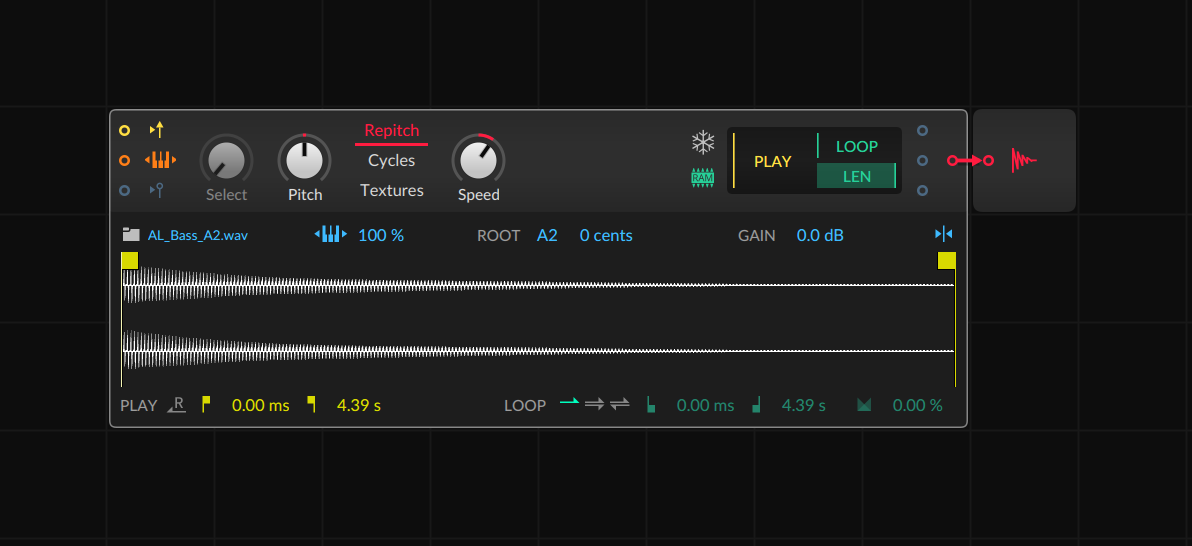 Repitch
Cycles
Textures
Select
Pitch
Speed
RAM
PLAY
LOOP
LEN
AL_Bass_A2.wav 100 % ROOT A2 0 cents GAIN 0.0 dB
PLAY R 0.00 ms 4.39 s LOOP 0.00 ms 4.39 s 0.00 %